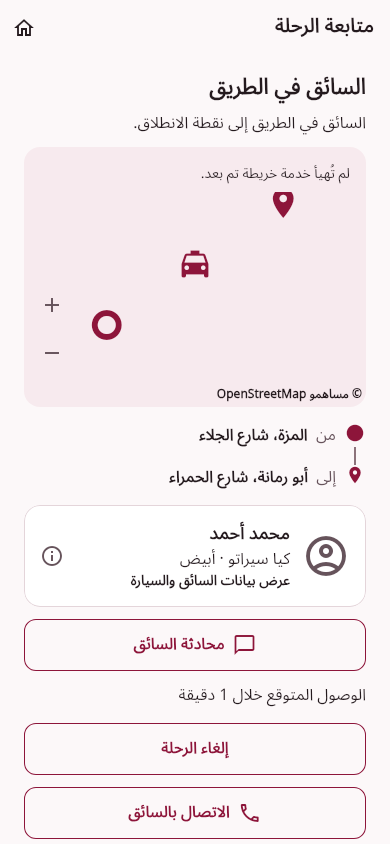 متابعة الرحلة
السائق في الطريق
السائق في الطريق إلى نقطة الانطلاق.
لم تُهيأ خدمة خريطة تم بعد.
© مساهمو OpenStreetMap
من المزة، شارع الجلاء
إلى أبو رمانة، شارع الحمراء
محمد أحمد
كيا سيراتو · أبيض
عرض بيانات السائق والسيارة
محادثة السائق
الوصول المتوقع خلال 1 دقيقة
إلغاء الرحلة
الاتصال بالسائق